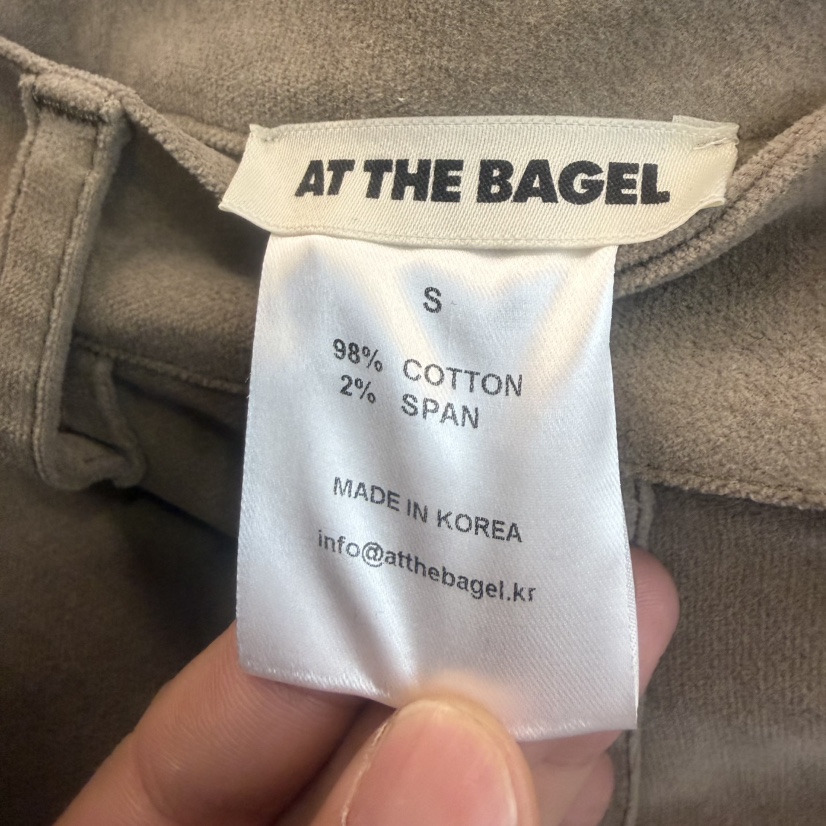 AT THE BAGEL
S
98% COTTON
2% SPAN
MADE IN KOREA
info@atthebagel.kr